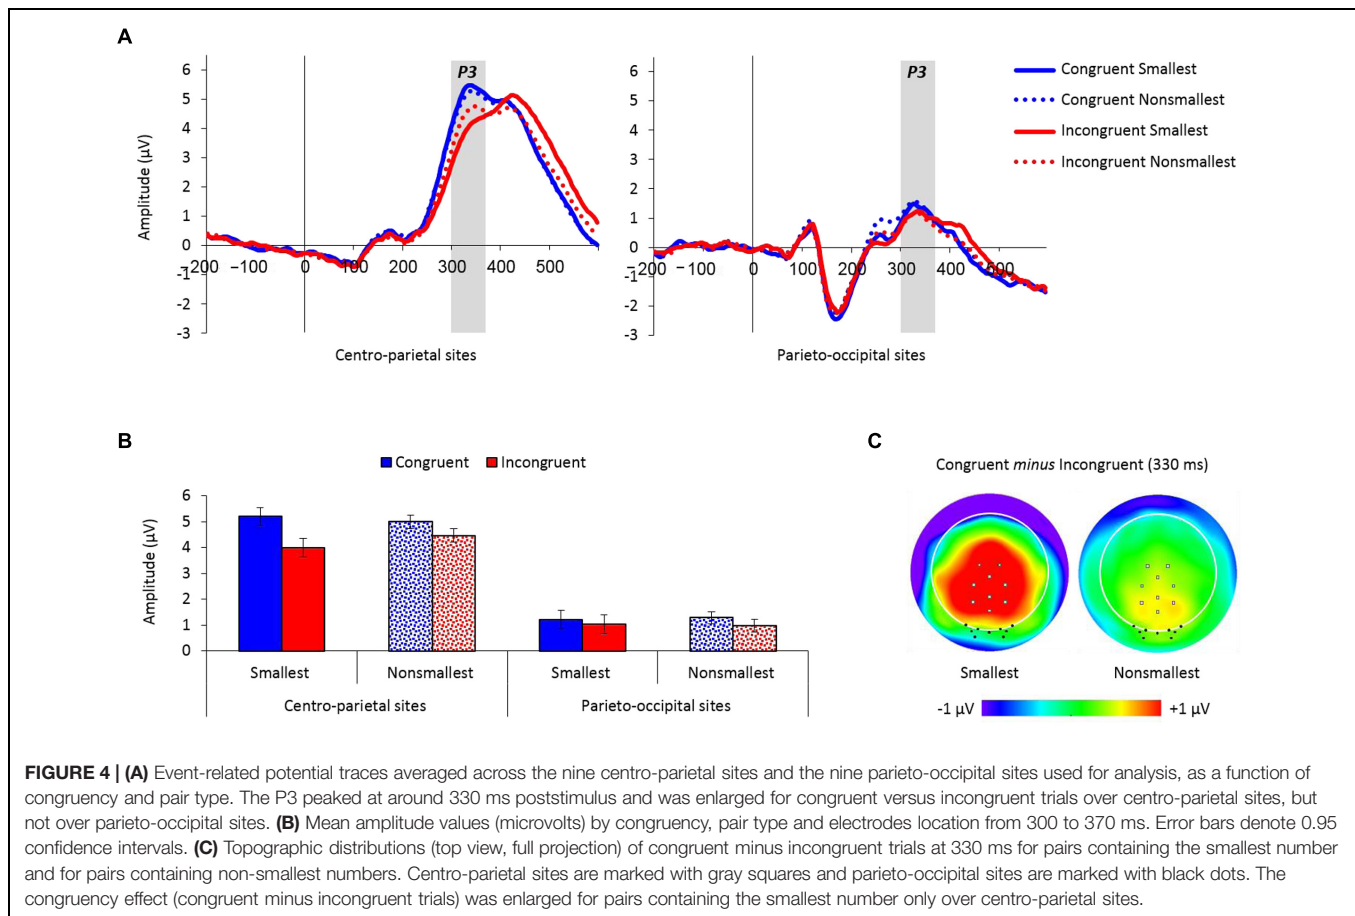 A
6
5
4
3
2
1
0
-1
-2
-3
Amplitude (µV)
-200 −100 0 100 200 300 400 500
P3
Centro-parietal sites
6
5
4
3
2
1
0
-1
-2
-3
-200 −100 0 100 200 300 400 500
P3
Parieto-occipital sites
Congruent Smallest
Congruent Nonsmallest
Incongruent Smallest
Incongruent Nonsmallest
B
Congruent Incongruent
6
5
4
3
2
1
0
Amplitude (µV)
Smallest Nonsmallest Smallest Nonsmallest
Centro-parietal sites Parieto-occipital sites
C
Congruent minus Incongruent (330 ms)
Smallest Nonsmallest
-1 µV +1 µV
FIGURE 4 | (A) Event-related potential traces averaged across the nine centro-parietal sites and the nine parieto-occipital sites used for analysis, as a function of
congruency and pair type. The P3 peaked at around 330 ms poststimulus and was enlarged for congruent versus incongruent trials over centro-parietal sites, but
not over parieto-occipital sites. (B) Mean amplitude values (microvolts) by congruency, pair type and electrodes location from 300 to 370 ms. Error bars denote 0.95
confidence intervals. (C) Topographic distributions (top view, full projection) of congruent minus incongruent trials at 330 ms for pairs containing the smallest number
and for pairs containing non-smallest numbers. Centro-parietal sites are marked with gray squares and parieto-occipital sites are marked with black dots. The
congruency effect (congruent minus incongruent trials) was enlarged for pairs containing the smallest number only over centro-parietal sites.